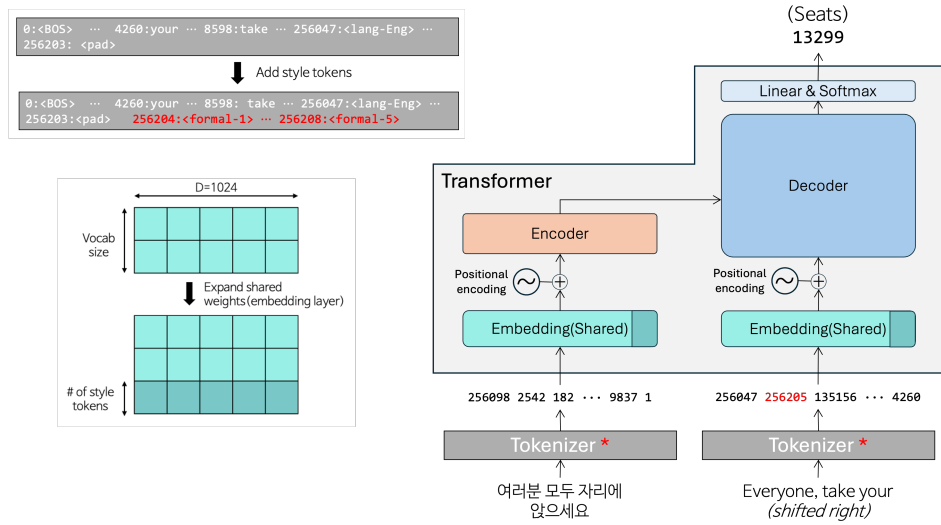 0:<BOS> ⋯ 4260:your ⋯ 8598:take ⋯ 256047:<lang-Eng> ⋯
256203: <pad>
Add style tokens
0:<BOS> ⋯ 4260:your ⋯ 8598: take ⋯ 256047:<lang-Eng> ⋯
256203:<pad> 256204:<formal-1> ⋯ 256208:<formal-5>
D=1024
Vocab
size
Expand shared
weights(embedding layer)
# of style
tokens
(Seats)
13299
Linear & Softmax
Transformer
Decoder
Encoder
Positional
encoding
Positional
encoding
Embedding(Shared)
Embedding(Shared)
256098 2542 182 ⋯ 9837 1
256047 256205 135156 ⋯ 4260
Tokenizer *
Tokenizer *
여러분 모두 자리에
앉으세요
Everyone, take your
(shifted right)